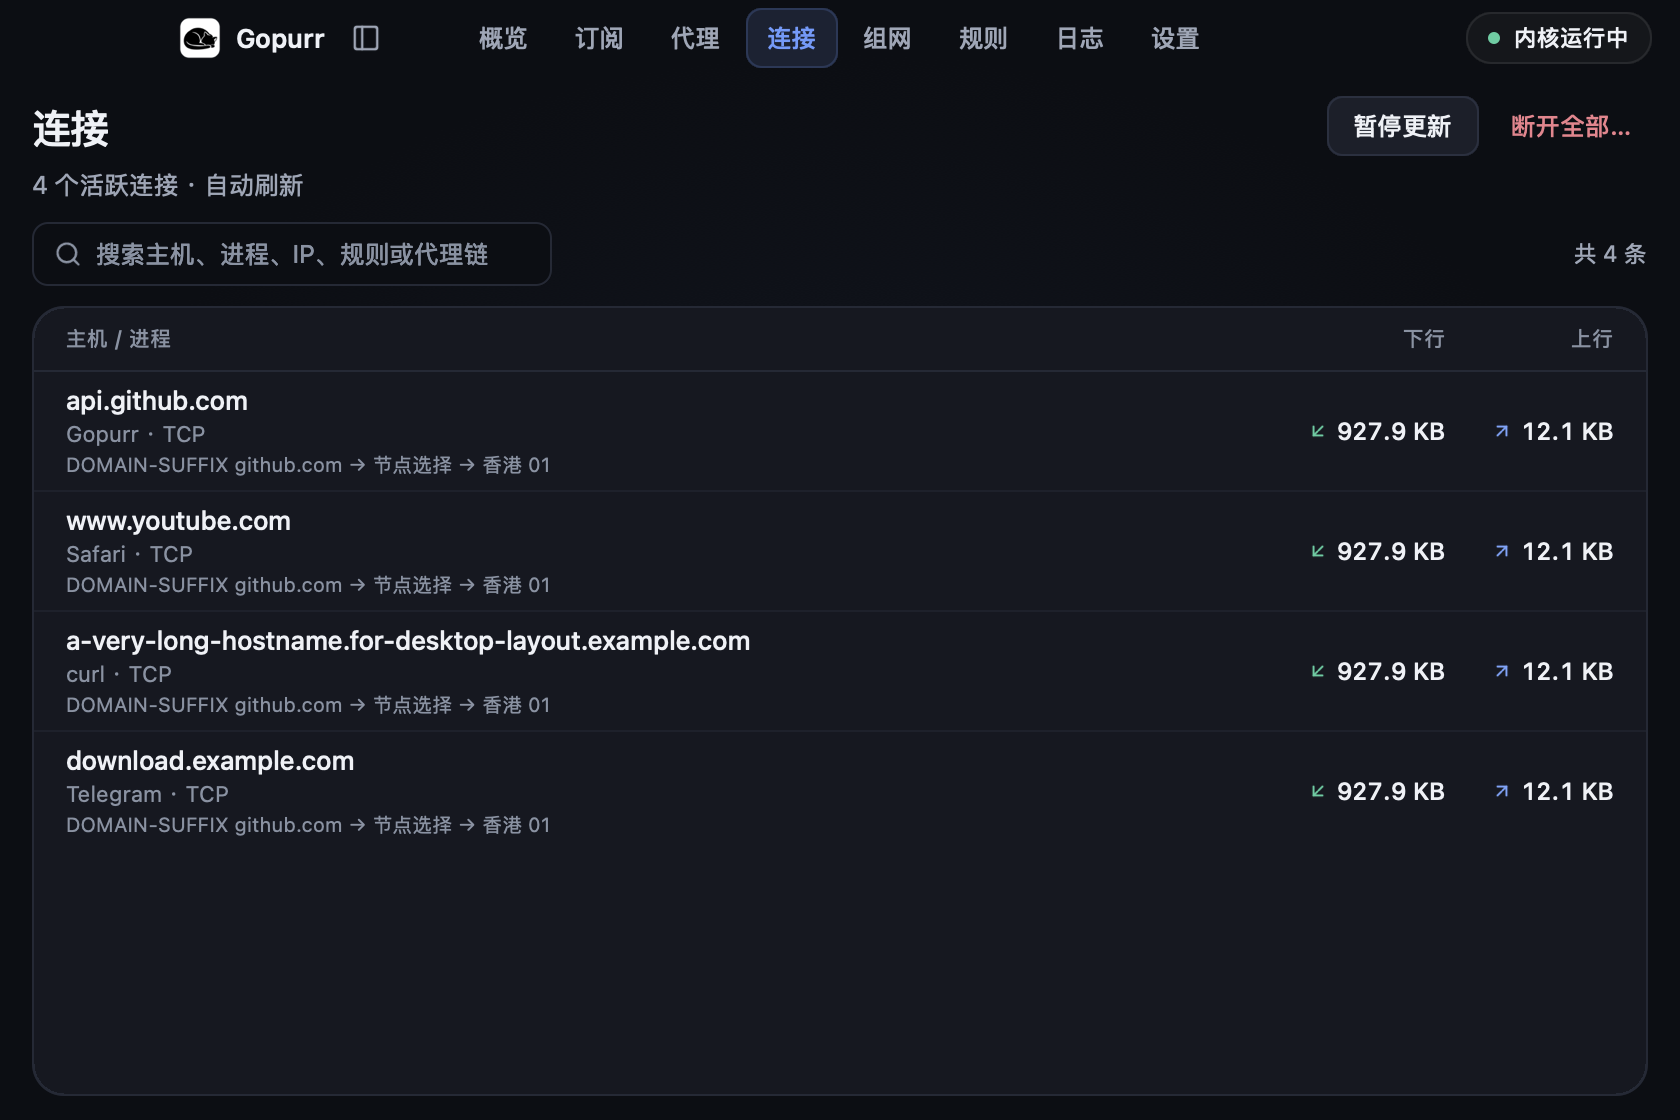 Gopurr 概览 订阅 代理 连接 组网 规则 日志 设置 内核运行中
连接 暂停更新 断开全部...
4 个活跃连接 · 自动刷新
搜索主机、进程、IP、规则或代理链 共 4 条
主机 / 进程 下行 上行
api.github.com
Gopurr · TCP ↙ 927.9 KB ↗ 12.1 KB
DOMAIN-SUFFIX github.com → 节点选择 → 香港 01
www.youtube.com
Safari · TCP ↙ 927.9 KB ↗ 12.1 KB
DOMAIN-SUFFIX github.com → 节点选择 → 香港 01
a-very-long-hostname.for-desktop-layout.example.com
curl · TCP ↙ 927.9 KB ↗ 12.1 KB
DOMAIN-SUFFIX github.com → 节点选择 → 香港 01
download.example.com
Telegram · TCP ↙ 927.9 KB ↗ 12.1 KB
DOMAIN-SUFFIX github.com → 节点选择 → 香港 01